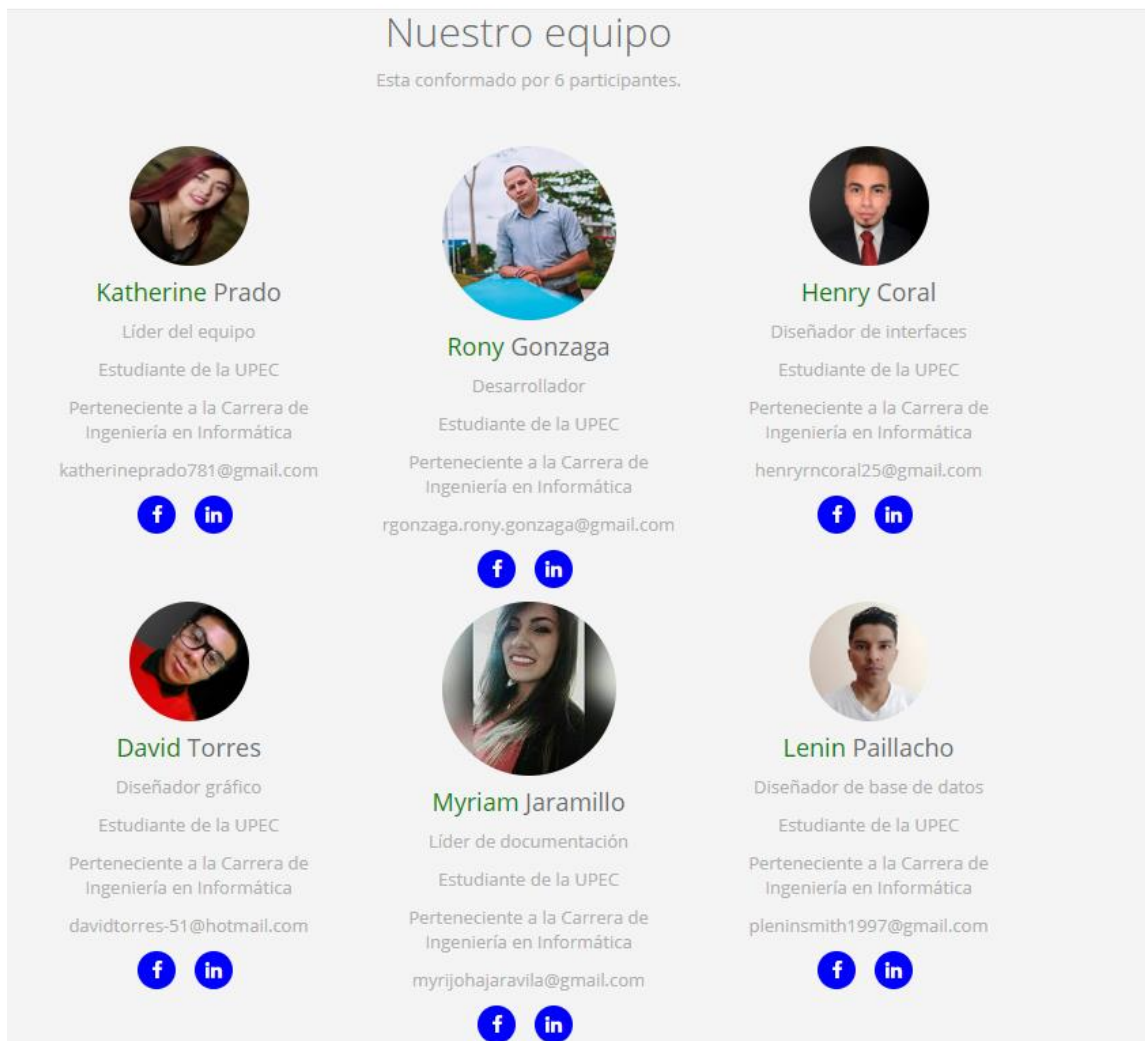 Nuestro equipo
Esta conformado por 6 participantes.
Katherine Prado
Líder del equipo
Estudiante de la UPEC
Perteneciente a la Carrera de
Ingeniería en Informática
katherineprado781@gmail.com
f in
Rony Gonzaga
Desarrollador
Estudiante de la UPEC
Perteneciente a la Carrera de
Ingeniería en Informática
rgonzaga.rony.gonzaga@gmail.com
f in
Henry Coral
Diseñador de interfaces
Estudiante de la UPEC
Perteneciente a la Carrera de
Ingeniería en Informática
henryrncoral25@gmail.com
f in
David Torres
Diseñador gráfico
Estudiante de la UPEC
Perteneciente a la Carrera de
Ingeniería en Informática
davidtorres-51@hotmail.com
f in
Myriam Jaramillo
Líder de documentación
Estudiante de la UPEC
Perteneciente a la Carrera de
Ingeniería en Informática
myrijohajaravila@gmail.com
f in
Lenin Paillacho
Diseñador de base de datos
Estudiante de la UPEC
Perteneciente a la Carrera de
Ingeniería en Informática
pleninsmith1997@gmail.com
f in